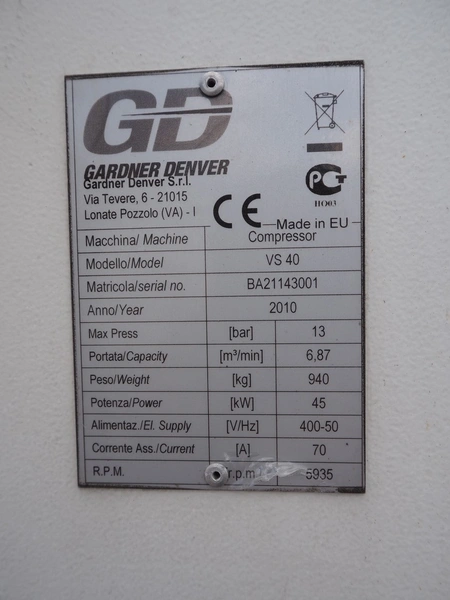 GD
GARDNER DENVER
Gardner Denver S.r.l.
Via Tevere, 6 - 21015
Lonate Pozzolo (VA) - I
PCT
ПО03
CE
Made in EU
Macchina/ Machine Compressor
Modello/Model VS 40
Matricola/serial no. BA21143001
Anno/Year 2010
Max Press [bar] 13
Portata/Capacity [m³/min] 6,87
Peso/Weight [kg] 940
Potenza/Power [kW] 45
Alimentaz./El. Supply [V/Hz] 400-50
Corrente Ass./Current [A] 70
R.P.M. r.p.m 5935